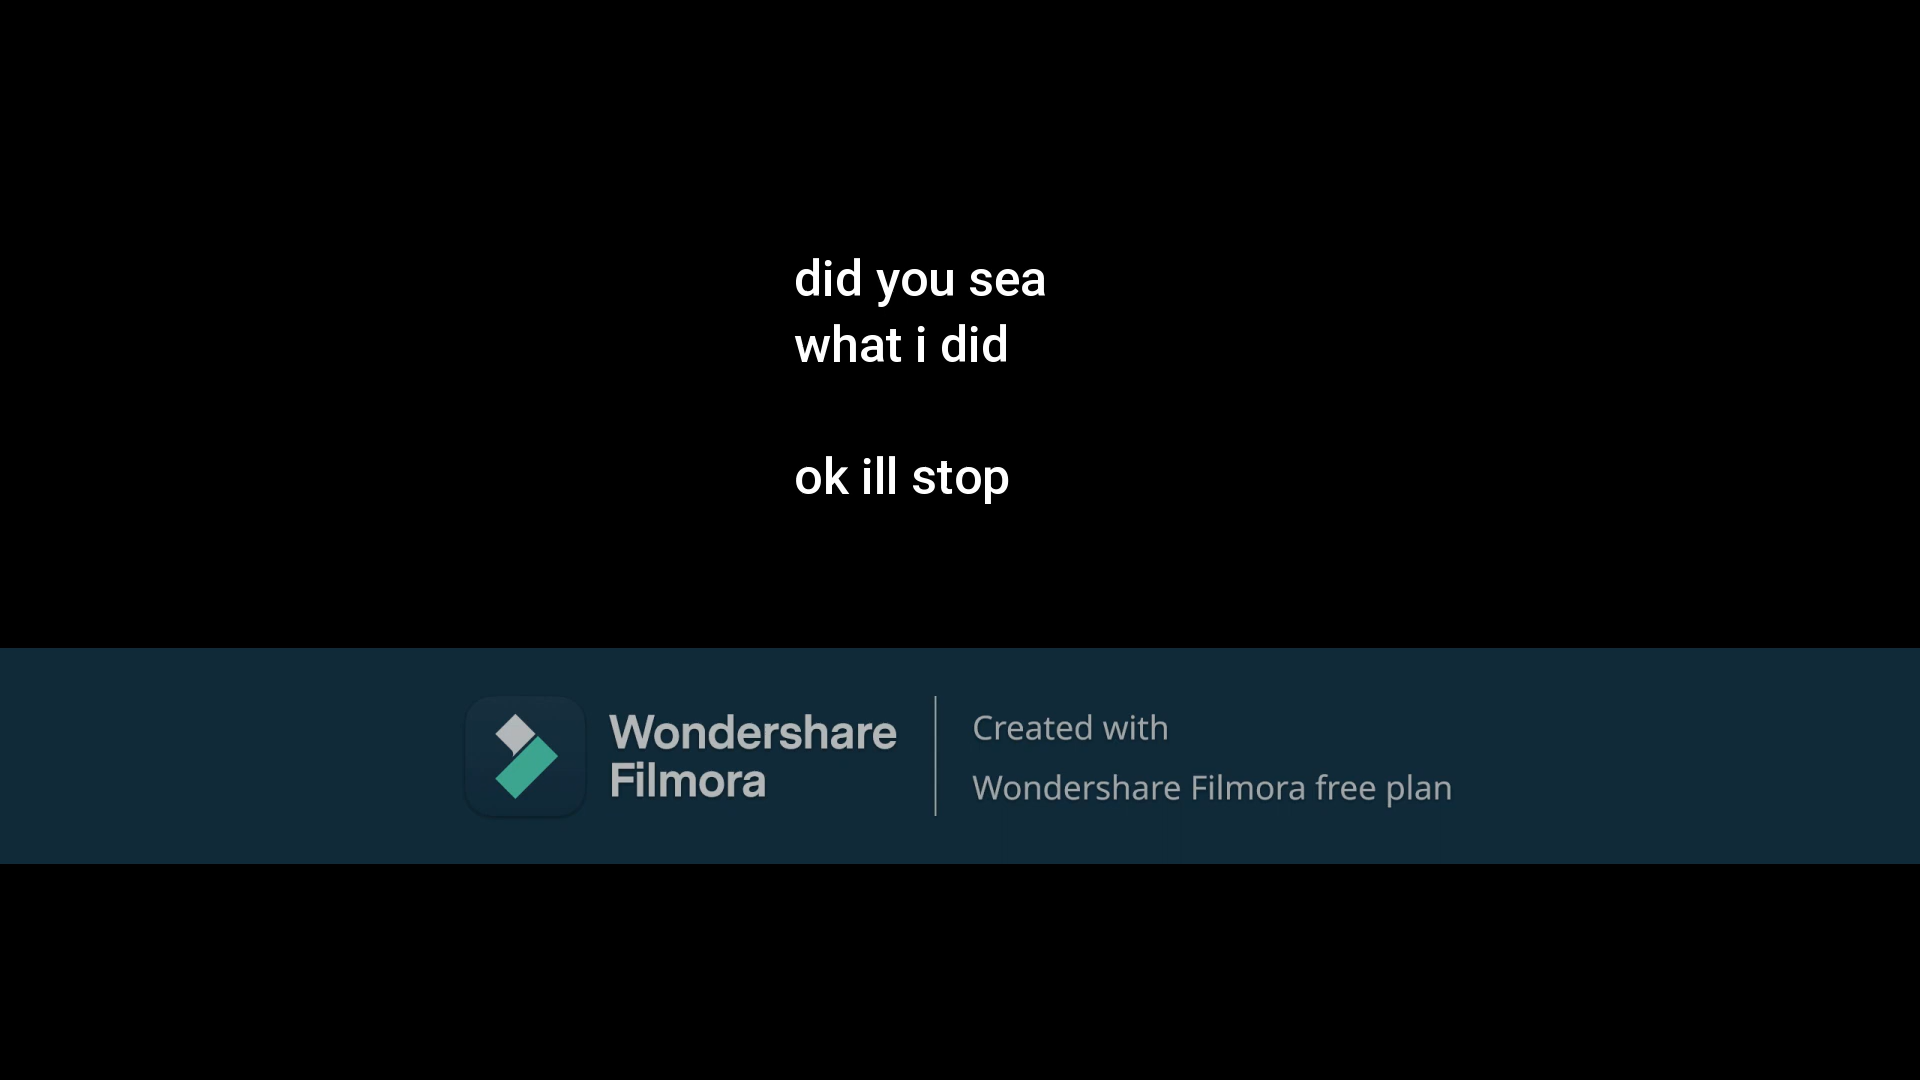 did you sea
what i did
ok ill stop
Wondershare
Filmora
Created with
Wondershare Filmora free plan